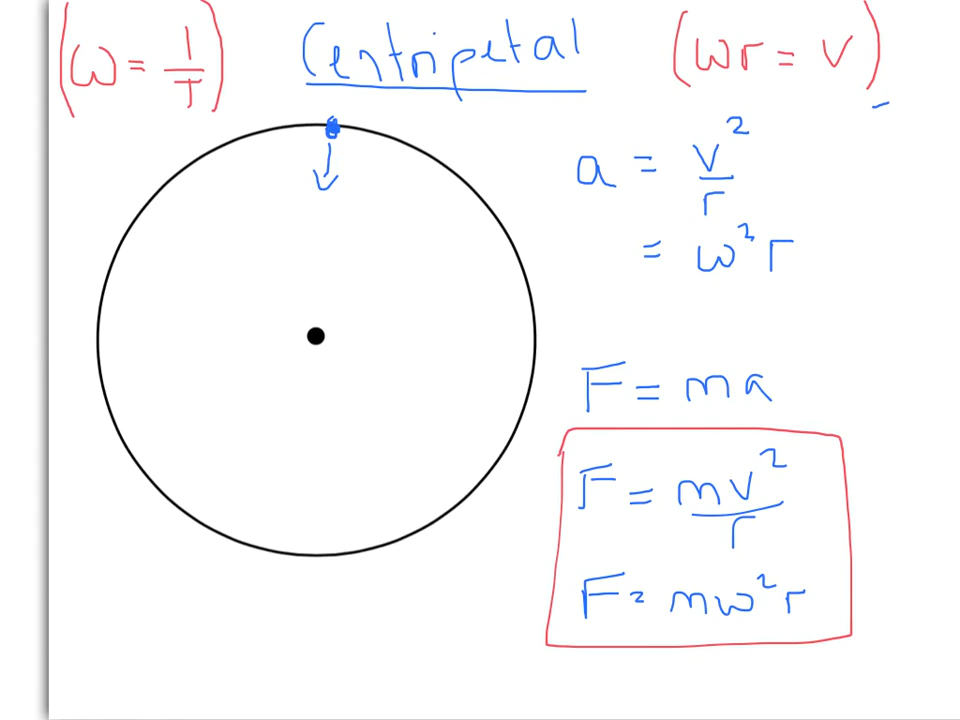 (ω = 1/T) Centripetal (ωr = v)
a = v²/r
= ω²r
F = ma
F = mv²/r
F = mω²r